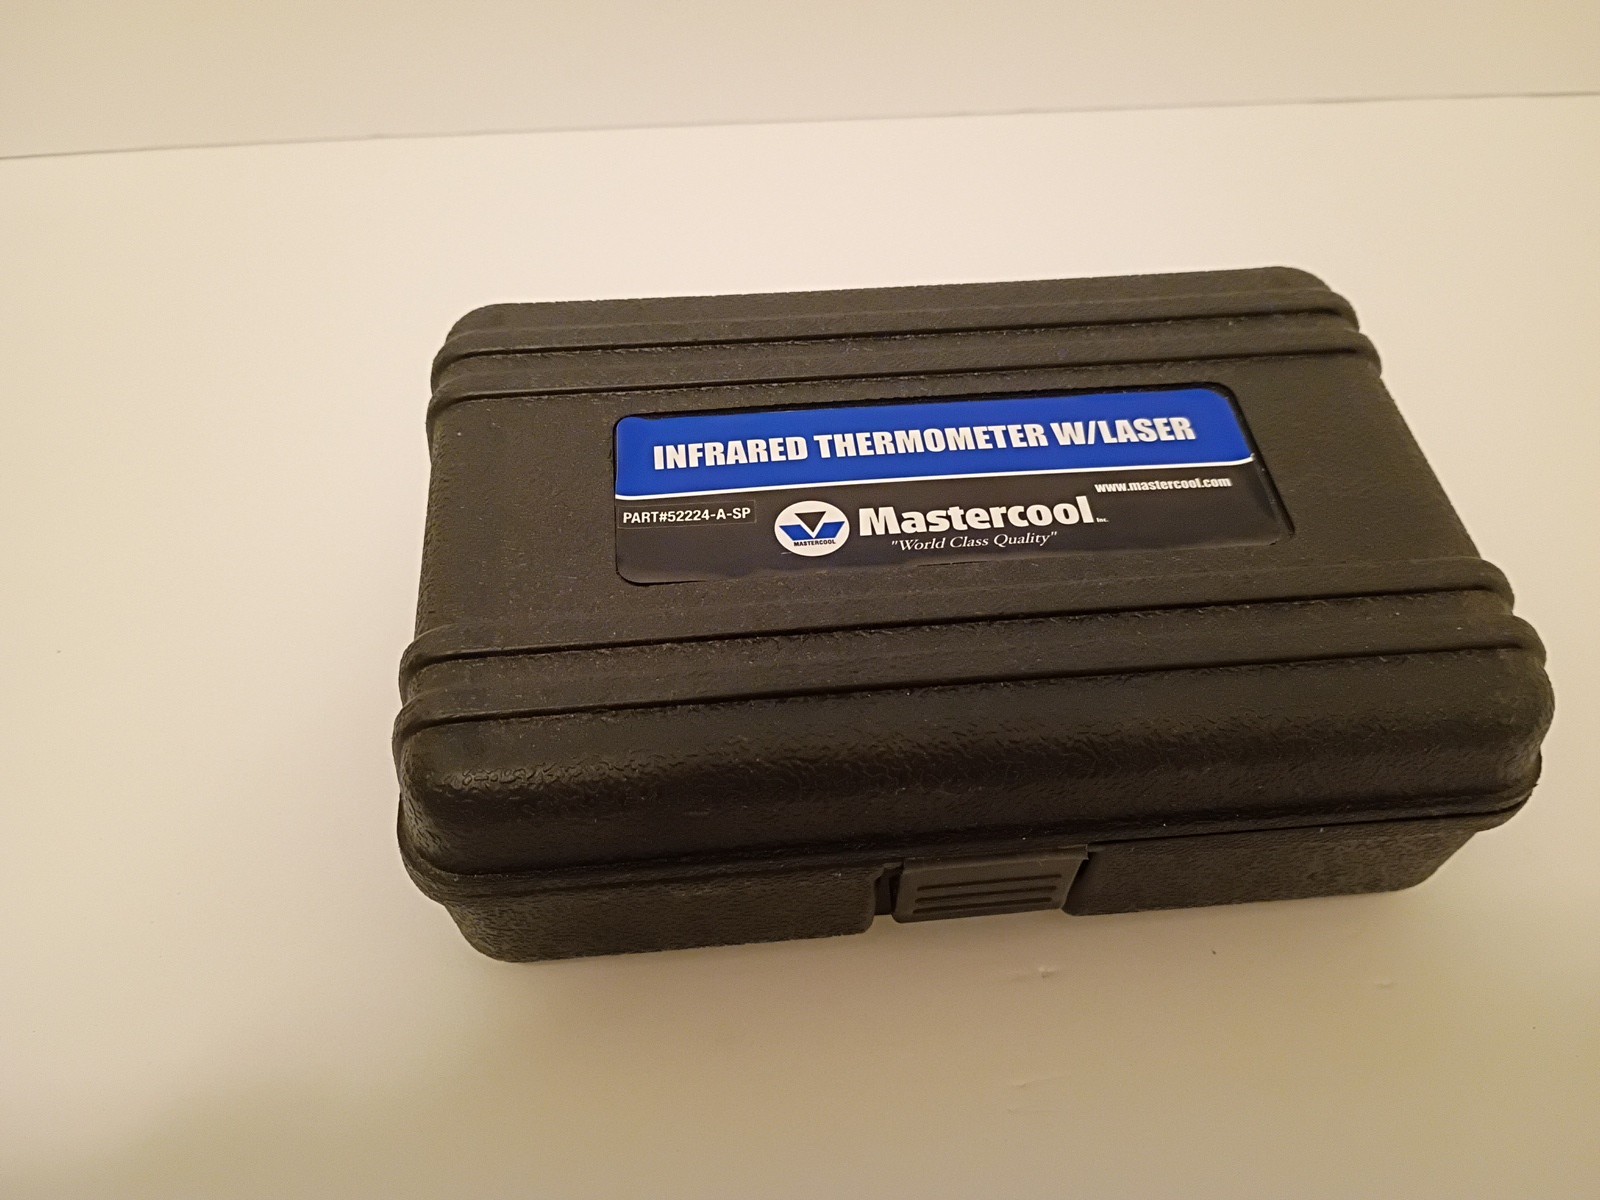 INFRARED THERMOMETER W/LASER
www.mastercool.com
PART#52224-A-SP
MASTERCOOL
Mastercool Inc.
"World Class Quality"